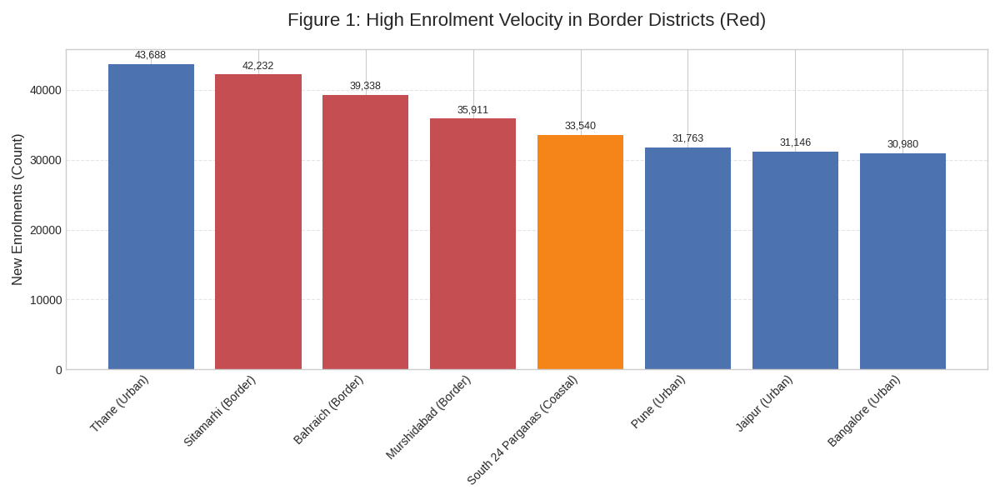 Figure 1: High Enrolment Velocity in Border Districts (Red)
New Enrolments (Count)
40000
30000
20000
10000
0
43,688
42,232
39,338
35,911
33,540
31,763
31,146
30,980
Thane (Urban)
Sitamarhi (Border)
Bahraich (Border)
Murshidabad (Border)
South 24 Parganas (Coastal)
Pune (Urban)
Jaipur (Urban)
Bangalore (Urban)